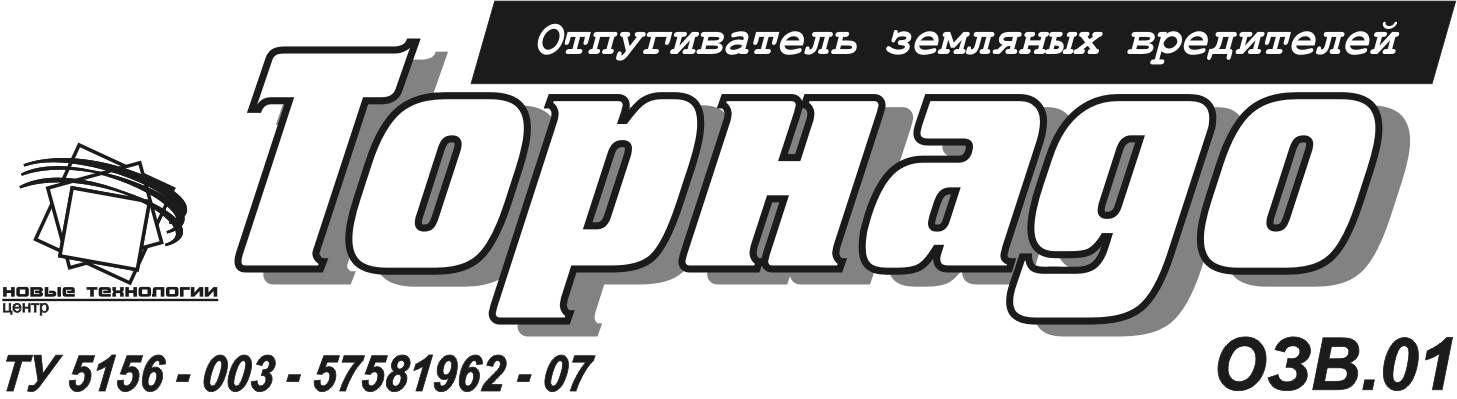 Отпугиватель земляных вредителей
Торнадо
НОВЫЕ ТЕХНОЛОГИИ
центр
ТУ 5156 - 003 - 57581962 - 07
ОЗВ.01